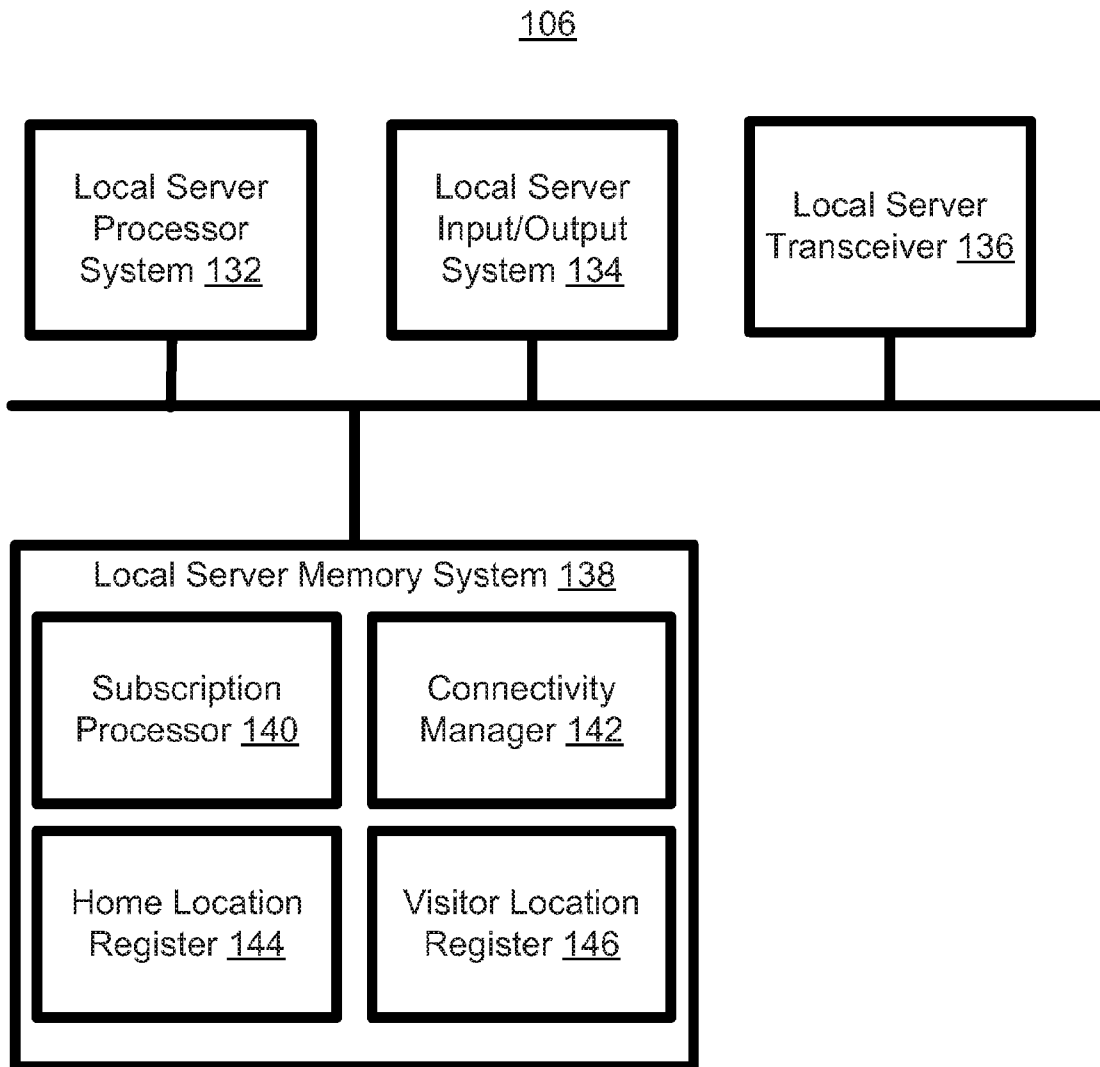 106
Local Server
Processor
System 132
Local Server
Input/Output
System 134
Local Server
Transceiver 136
Local Server Memory System 138
Subscription
Processor 140
Connectivity
Manager 142
Home Location
Register 144
Visitor Location
Register 146